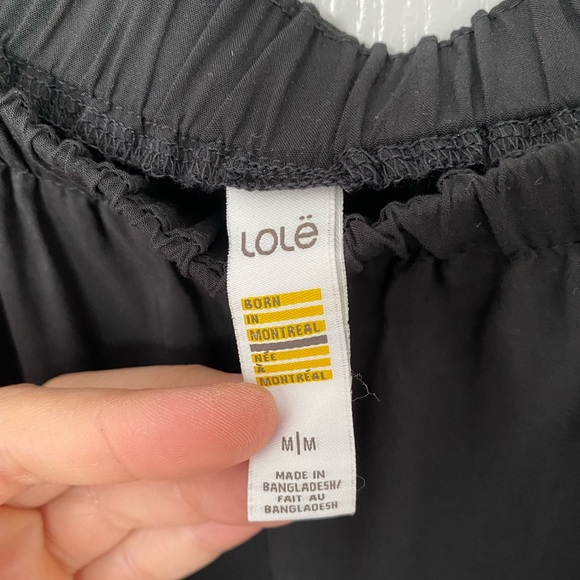 Lolë
BORN
IN
MONTREAL
NÉE
À
MONTRÉAL
M|M
MADE IN
BANGLADESH/
FAIT AU
BANGLADESH